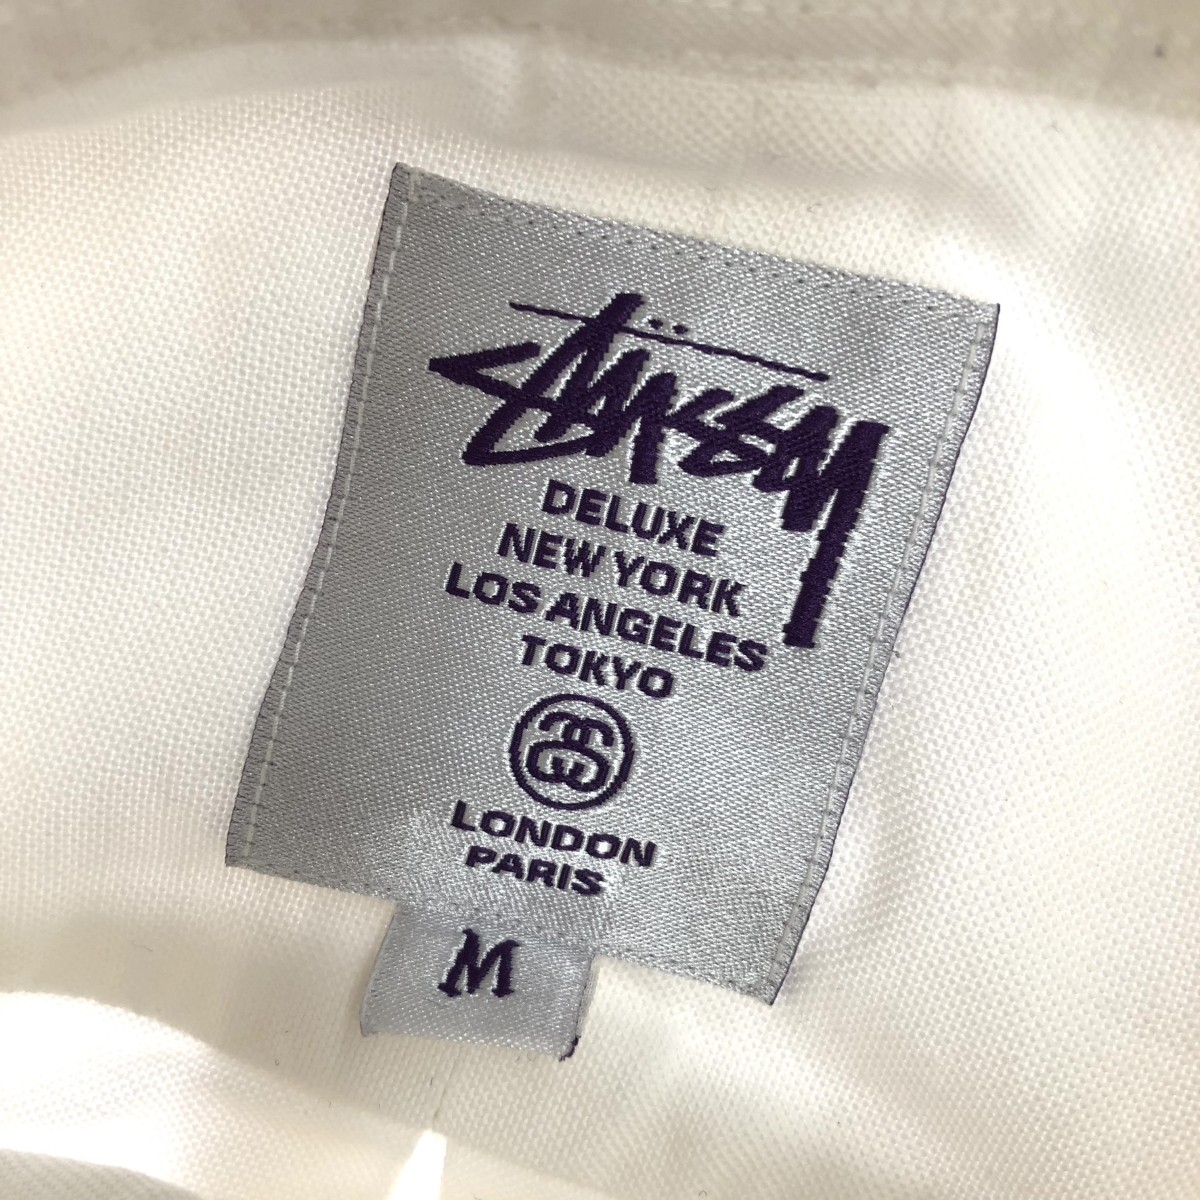 STÜSSY
DELUXE
NEW YORK
LOS ANGELES
TOKYO
LONDON
PARIS
M